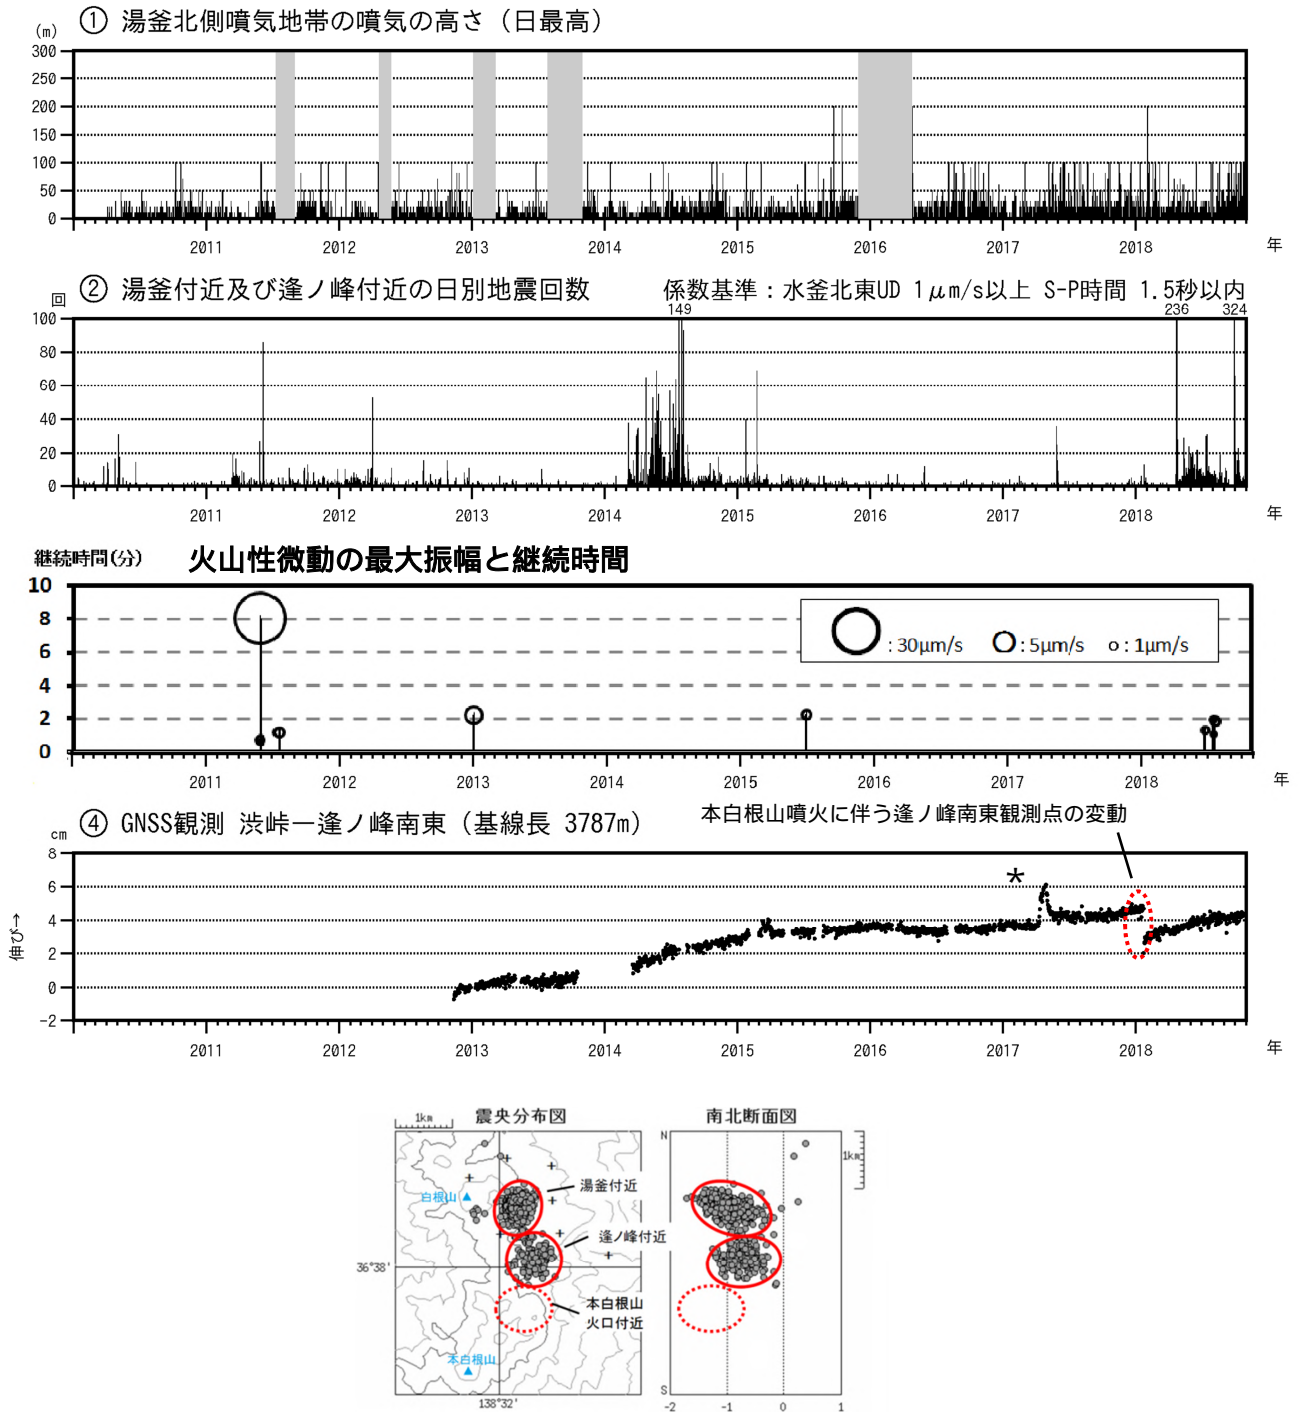 ① 湯釜北側噴気地帯の噴気の高さ（日最高）
(m)
300
250
200
150
100
50
0
2011 2012 2013 2014 2015 2016 2017 2018 年
② 湯釜付近及び逢ノ峰付近の日別地震回数 係数基準：水釜北東UD 1μm/s以上 S-P時間 1.5秒以内
回
149 236 324
100
80
60
40
20
0
2011 2012 2013 2014 2015 2016 2017 2018 年
継続時間(分) 火山性微動の最大振幅と継続時間
10
8
6
4
2
0
○:30μm/s ○:5μm/s ○:1μm/s
2011 2012 2013 2014 2015 2016 2017 2018 年
④ GNSS観測 渋峠－逢ノ峰南東（基線長 3787m） 本白根山噴火に伴う逢ノ峰南東観測点の変動
cm
8
6
4
2
0
-2
伸び→
*
2011 2012 2013 2014 2015 2016 2017 2018 年
1km 震央分布図 南北断面図
N
1km
湯釜付近
白根山
逢ノ峰付近
36°38'
本白根山
火口付近
本白根山
S
138°32'
-2 -1 0 1